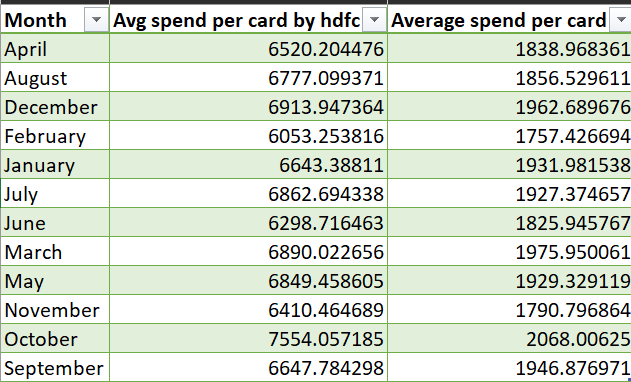 Month Avg spend per card by hdfc Average spend per card
April 6520.204476 1838.968361
August 6777.099371 1856.529611
December 6913.947364 1962.689676
February 6053.253816 1757.426694
January 6643.38811 1931.981538
July 6862.694338 1927.374657
June 6298.716463 1825.945767
March 6890.022656 1975.950061
May 6849.458605 1929.329119
November 6410.464689 1790.796864
October 7554.057185 2068.00625
September 6647.784298 1946.876971